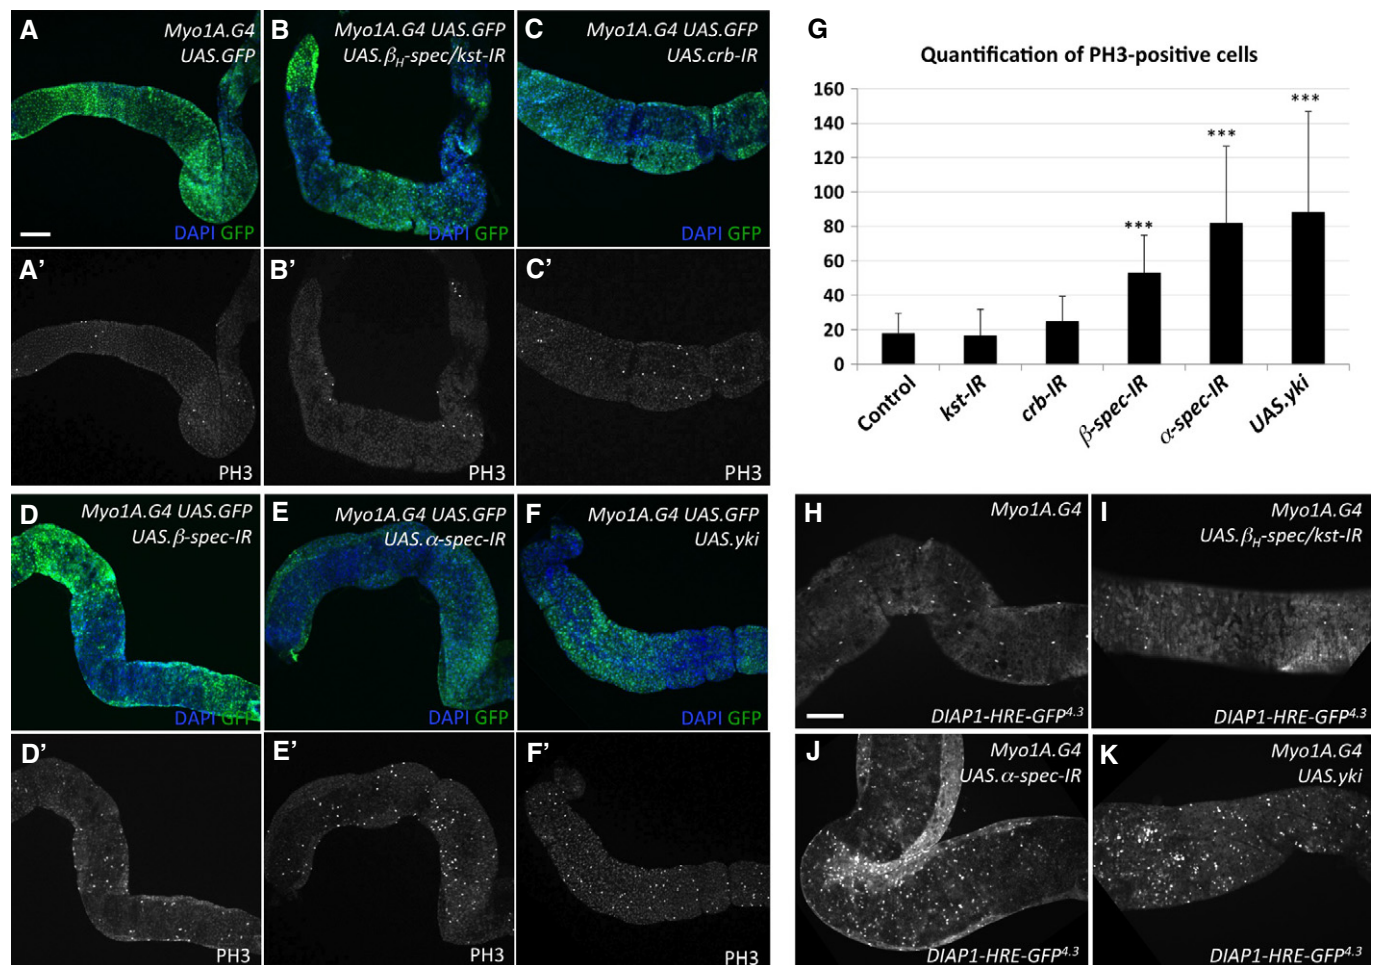 A
Myo1A.G4
UAS.GFP
DAPI GFP
B
Myo1A.G4 UAS.GFP
UAS.βH-spec/kst-IR
DAPI GFP
C
Myo1A.G4 UAS.GFP
UAS.crb-IR
DAPI GFP
A'
PH3
B'
PH3
C'
PH3
D
Myo1A.G4 UAS.GFP
UAS.β-spec-IR
DAPI GFP
E
Myo1A.G4 UAS.GFP
UAS.α-spec-IR
DAPI GFP
F
Myo1A.G4 UAS.GFP
UAS.yki
DAPI GFP
D'
PH3
E'
PH3
F'
PH3
G
Quantification of PH3-positive cells
160
140
120
100
80
60
40
20
0
***
***
***
Control
kst-IR
crb-IR
β-spec-IR
α-spec-IR
UAS.yki
H
Myo1A.G4
DIAP1-HRE-GFP4.3
I
Myo1A.G4
UAS.βH-spec/kst-IR
DIAP1-HRE-GFP4.3
J
Myo1A.G4
UAS.α-spec-IR
DIAP1-HRE-GFP4.3
K
Myo1A.G4
UAS.yki
DIAP1-HRE-GFP4.3